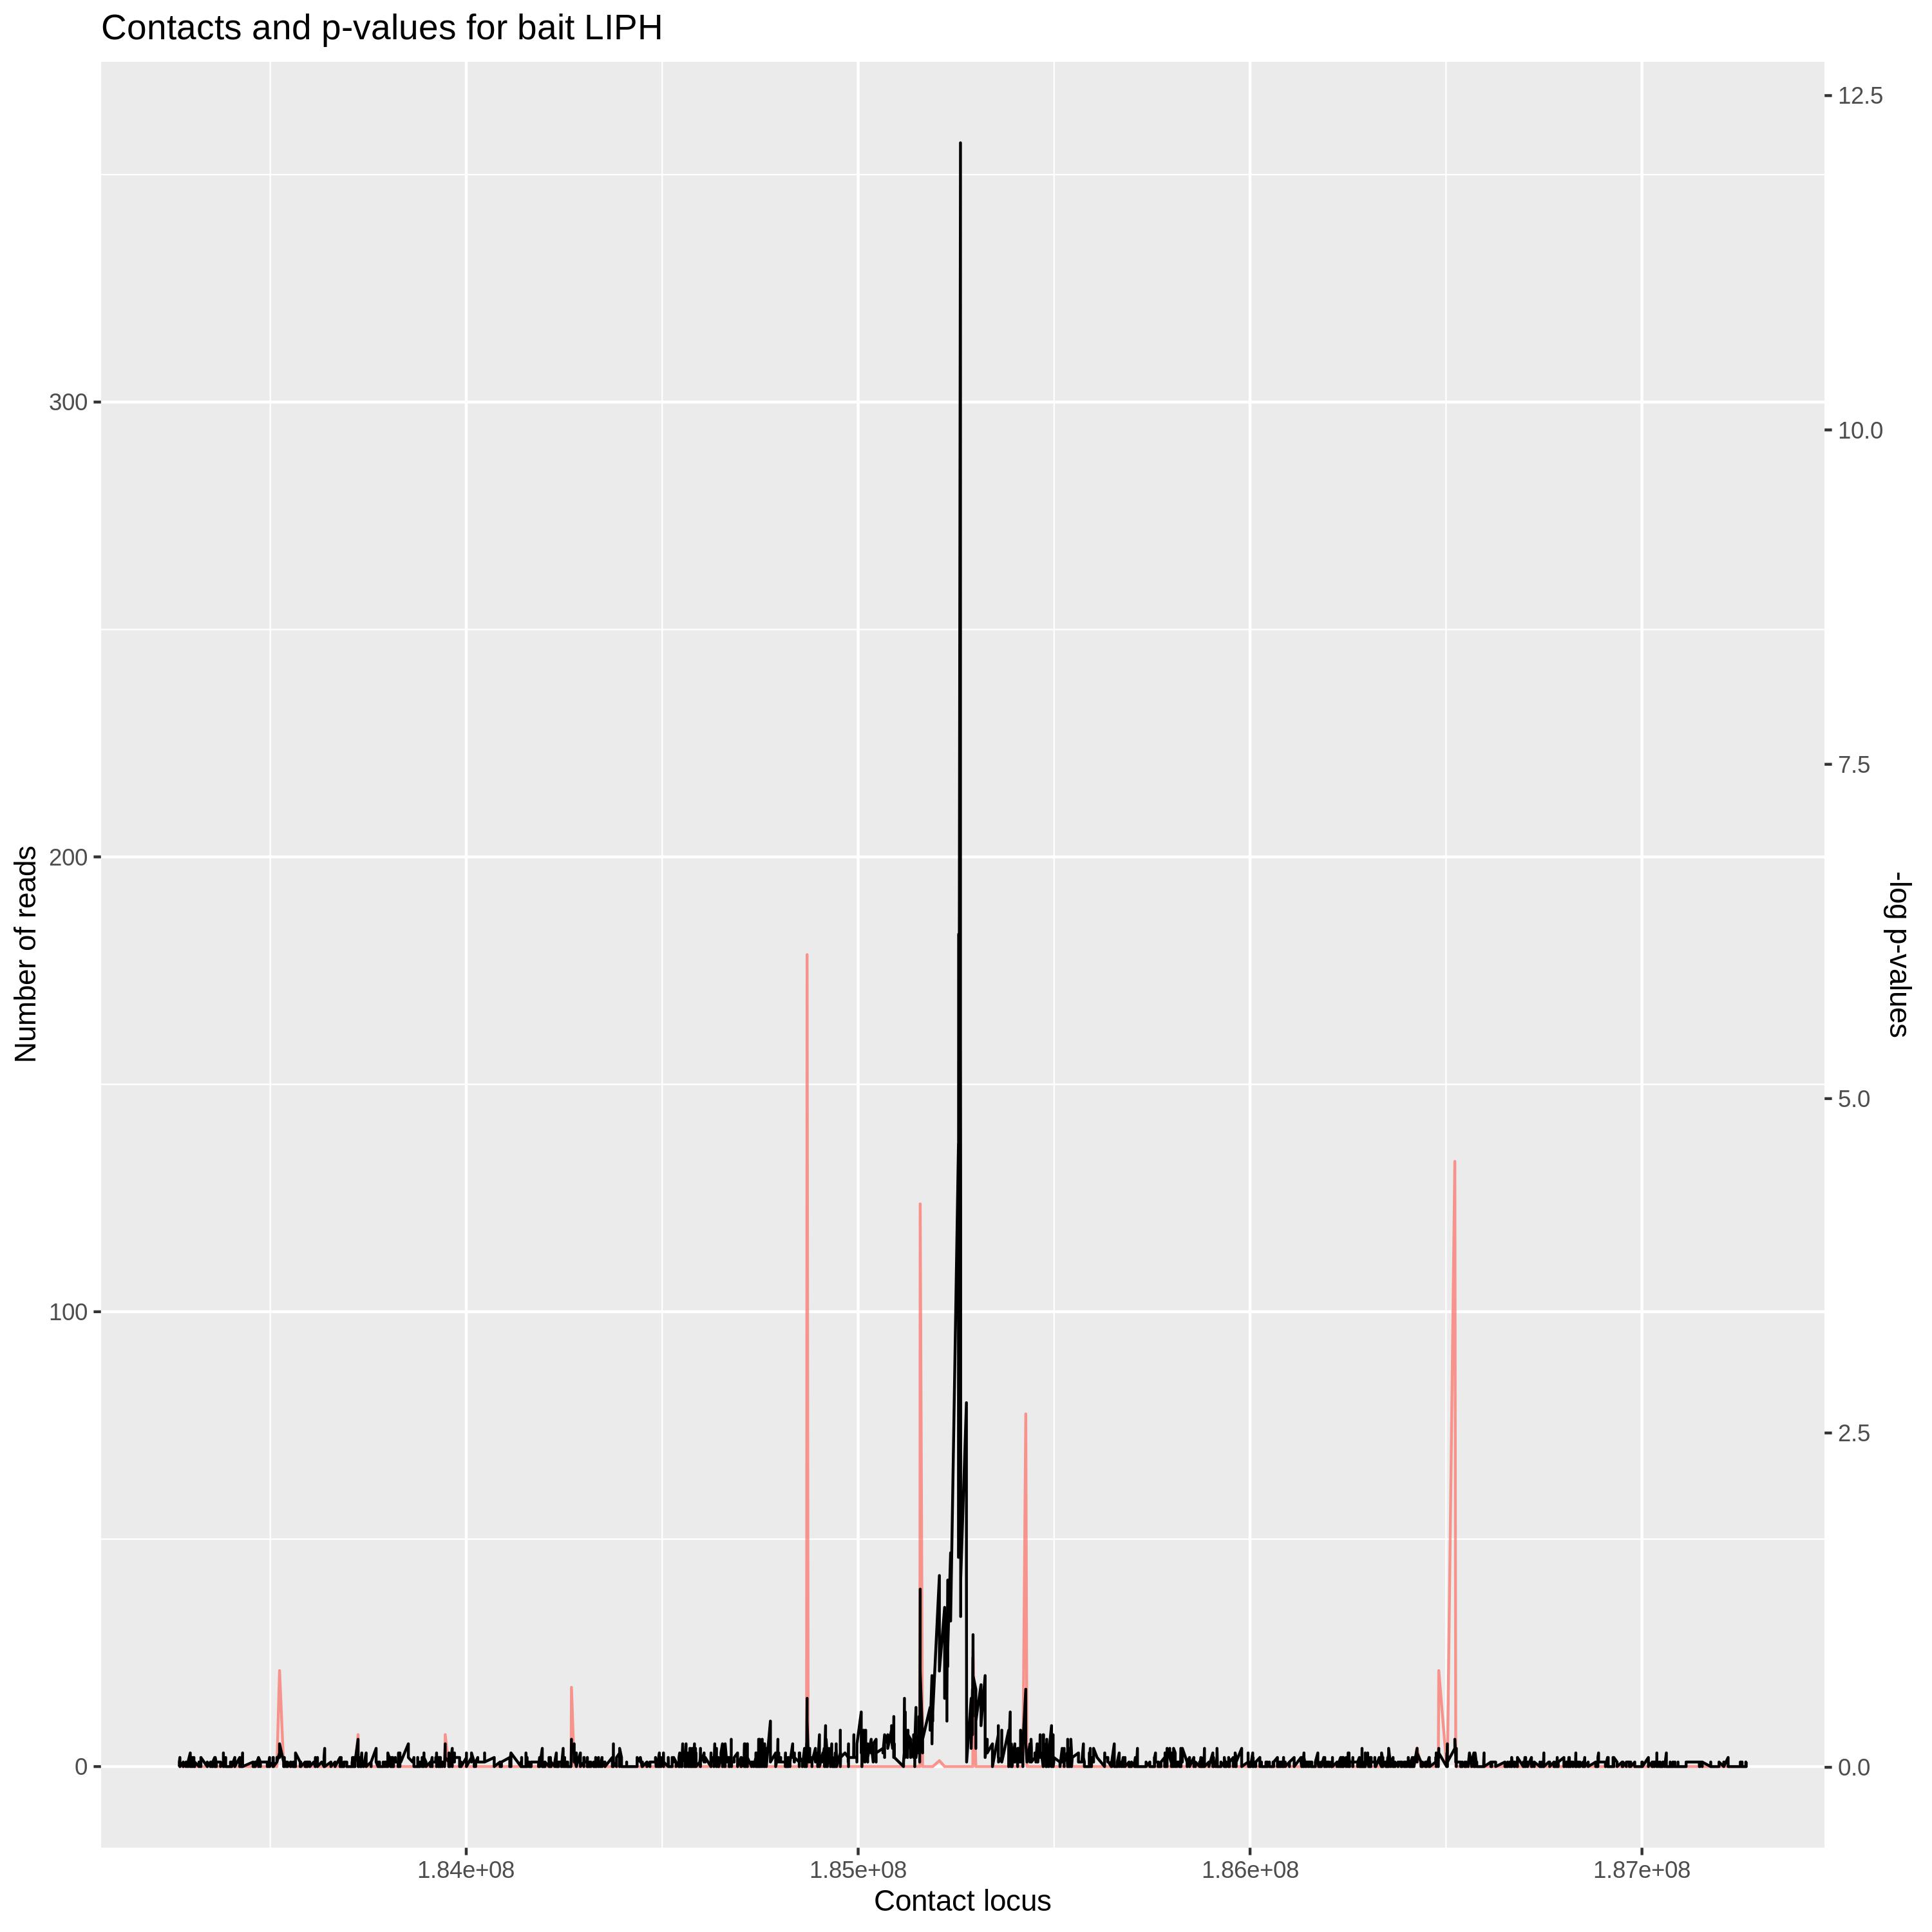 Contacts and p-values for bait LIPH
12.5
300
10.0
7.5
200
Number of reads
-log p-values
5.0
100
2.5
0
0.0
1.84e+08 1.85e+08 1.86e+08 1.87e+08
Contact locus